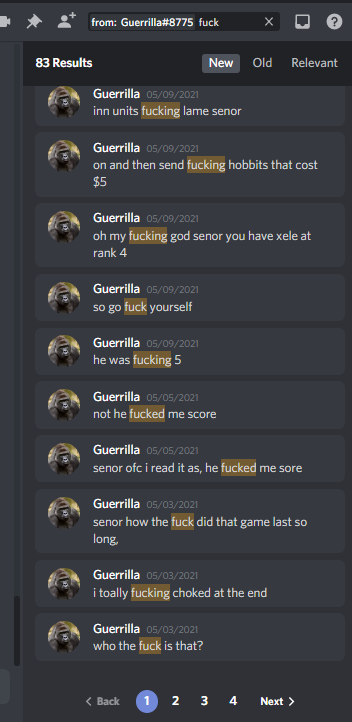 from: Guerrilla#8775 fuck
83 Results
New Old Relevant
Guerrilla 05/09/2021
inn units fucking lame senor
Guerrilla 05/09/2021
on and then send fucking hobbits that cost
$5
Guerrilla 05/09/2021
oh my fucking god senor you have xele at
rank 4
Guerrilla 05/09/2021
so go fuck yourself
Guerrilla 05/09/2021
he was fucking 5
Guerrilla 05/05/2021
not he fucked me score
Guerrilla 05/05/2021
senor ofc i read it as, he fucked me sore
Guerrilla 05/03/2021
senor how the fuck did that game last so
long,
Guerrilla 05/03/2021
i toally fucking choked at the end
Guerrilla 05/03/2021
who the fuck is that?
< Back 1 2 3 4 Next >